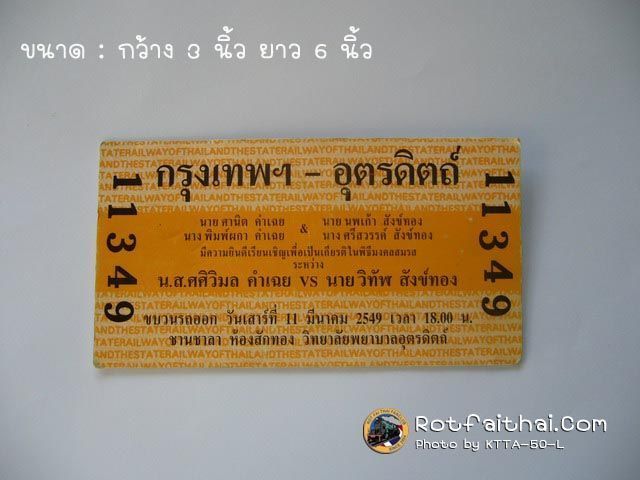 ขนาด : กว้าง 3 นิ้ว ยาว 6 นิ้ว
กรุงเทพฯ - อุตรดิตถ์
นาย ศานิต คำเฉย & นาย นพเก้า สังข์ทอง
นาง พิมพ์ผกา คำเฉย นาง ศรีสวรรค์ สังข์ทอง
มีความยินดีเรียนเชิญเพื่อเป็นเกียรติในพิธีมงคลสมรส
ระหว่าง
น.ส.ศศิวิมล คำเฉย VS นาย วิทัพ สังข์ทอง
ขบวนรถออก วันเสาร์ที่ 11 มีนาคม 2549 เวลา 18.00 น.
ชานชาลา ห้องสักทอง วิทยาลัยพยาบาลอุตรดิตถ์
11349
11349
RotFaithai.Com
Photo by KTTA-50-L